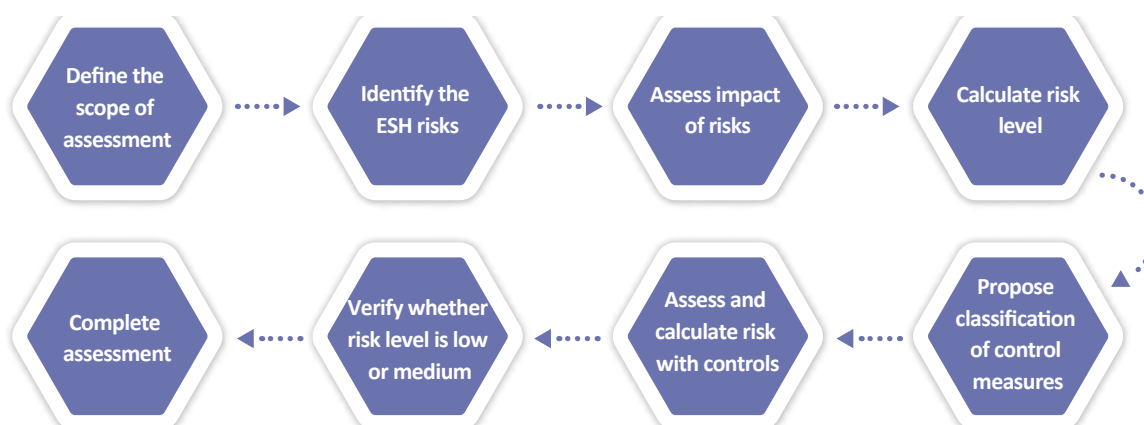 Define the
scope of
assessment
Identify the
ESH risks
Assess impact
of risks
Calculate risk
level
Propose
classification
of control
measures
Assess and
calculate risk
with controls
Verify whether
risk level is low
or medium
Complete
assessment